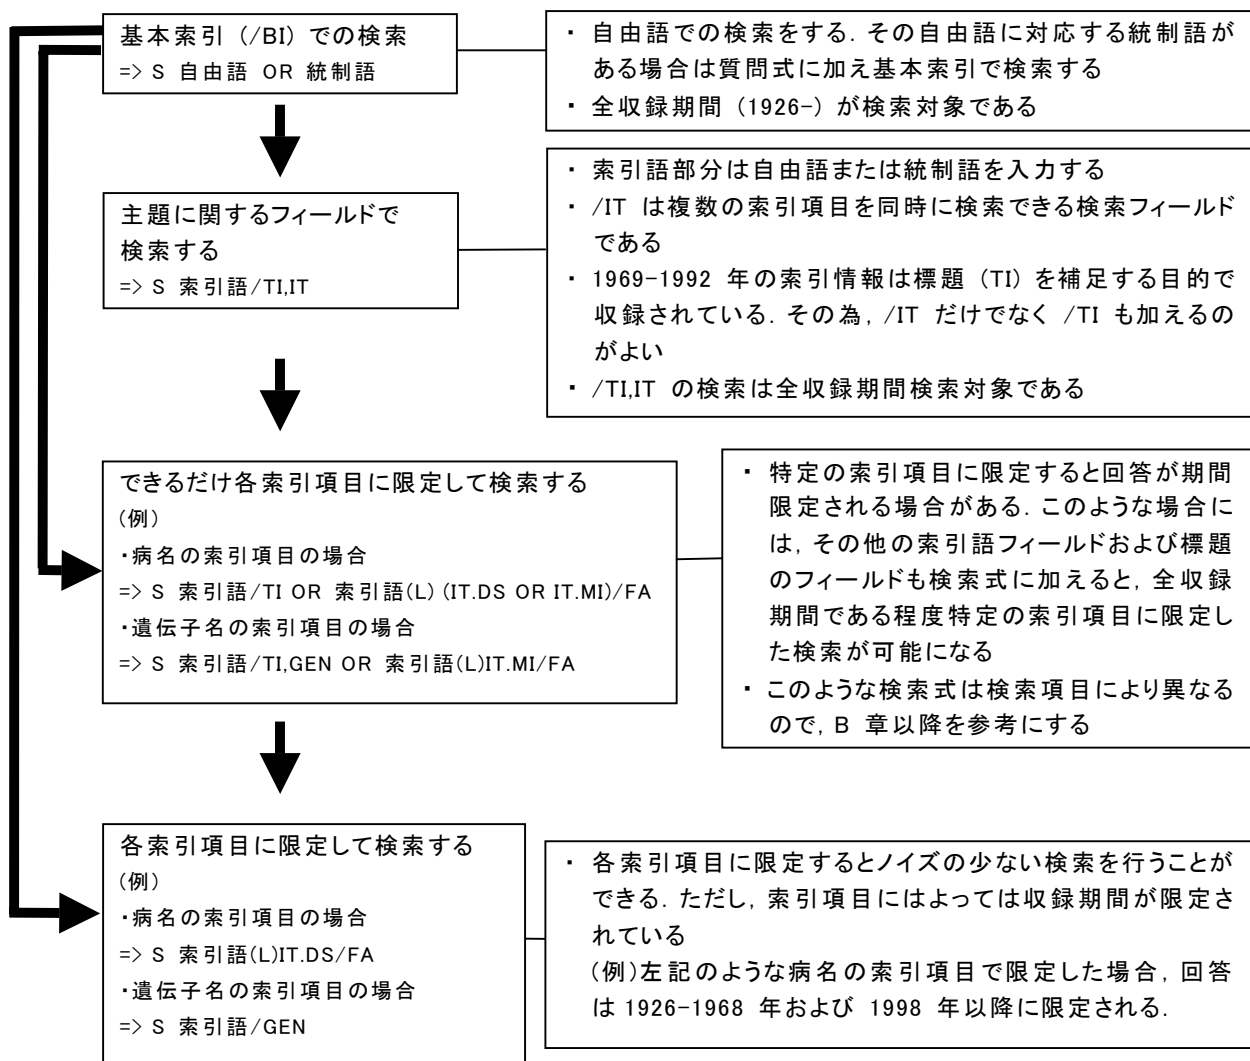 基本索引 (/BI) での検索
=> S 自由語 OR 統制語
・ 自由語での検索をする. その自由語に対応する統制語が
ある場合は質問式に加え基本索引で検索する
・ 全収録期間 (1926-) が検索対象である
主題に関するフィールドで
検索する
=> S 索引語/TI,IT
・ 索引語部分は自由語または統制語を入力する
・ /IT は複数の索引項目を同時に検索できる検索フィールド
である
・ 1969-1992 年の索引情報は標題 (TI) を補足する目的で
収録されている. その為, /IT だけでなく /TI も加えるの
がよい
・ /TI,IT の検索は全収録期間検索対象である
できるだけ各索引項目に限定して検索する
(例)
・病名の索引項目の場合
=> S 索引語/TI OR 索引語(L) (IT.DS OR IT.MI)/FA
・遺伝子名の索引項目の場合
=> S 索引語/TI,GEN OR 索引語(L)IT.MI/FA
・ 特定の索引項目に限定すると回答が期間
限定される場合がある. このような場合に
は, その他の索引語フィールドおよび標題
のフィールドも検索式に加えると, 全収録
期間である程度特定の索引項目に限定し
た検索が可能になる
・ このような検索式は検索項目により異なる
ので, B 章以降を参考にする
各索引項目に限定して検索する
(例)
・病名の索引項目の場合
=> S 索引語(L)IT.DS/FA
・遺伝子名の索引項目の場合
=> S 索引語/GEN
・ 各索引項目に限定するとノイズの少ない検索を行うことが
できる. ただし, 索引項目にはよっては収録期間が限定さ
れている
(例)左記のような病名の索引項目で限定した場合, 回答
は 1926-1968 年および 1998 年以降に限定される.